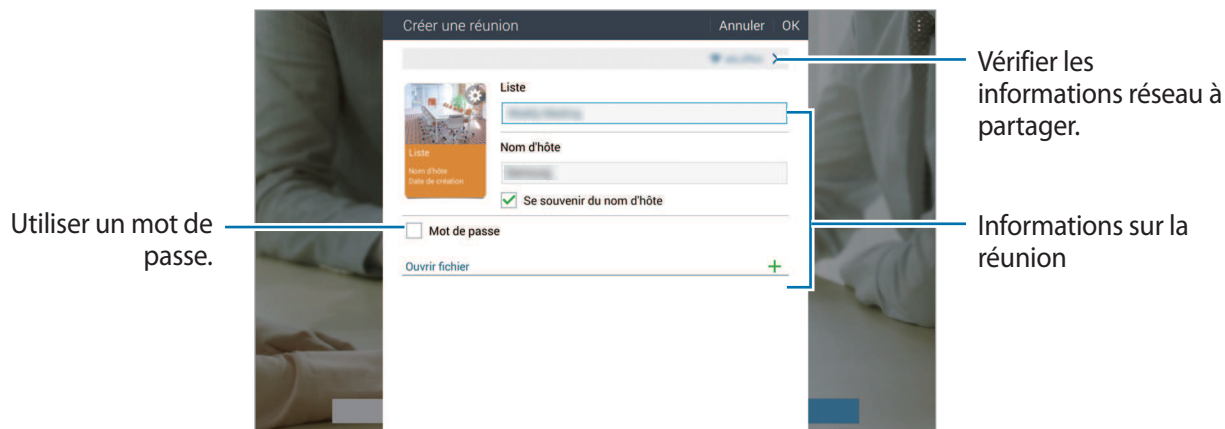 Créer une réunion Annuler OK
Vérifier les
informations réseau à
partager.
Liste
Liste
Nom d'hôte
Date de création
Nom d'hôte
Se souvenir du nom d'hôte
Utiliser un mot de
passe.
Mot de passe
Informations sur la
réunion
Ouvrir fichier